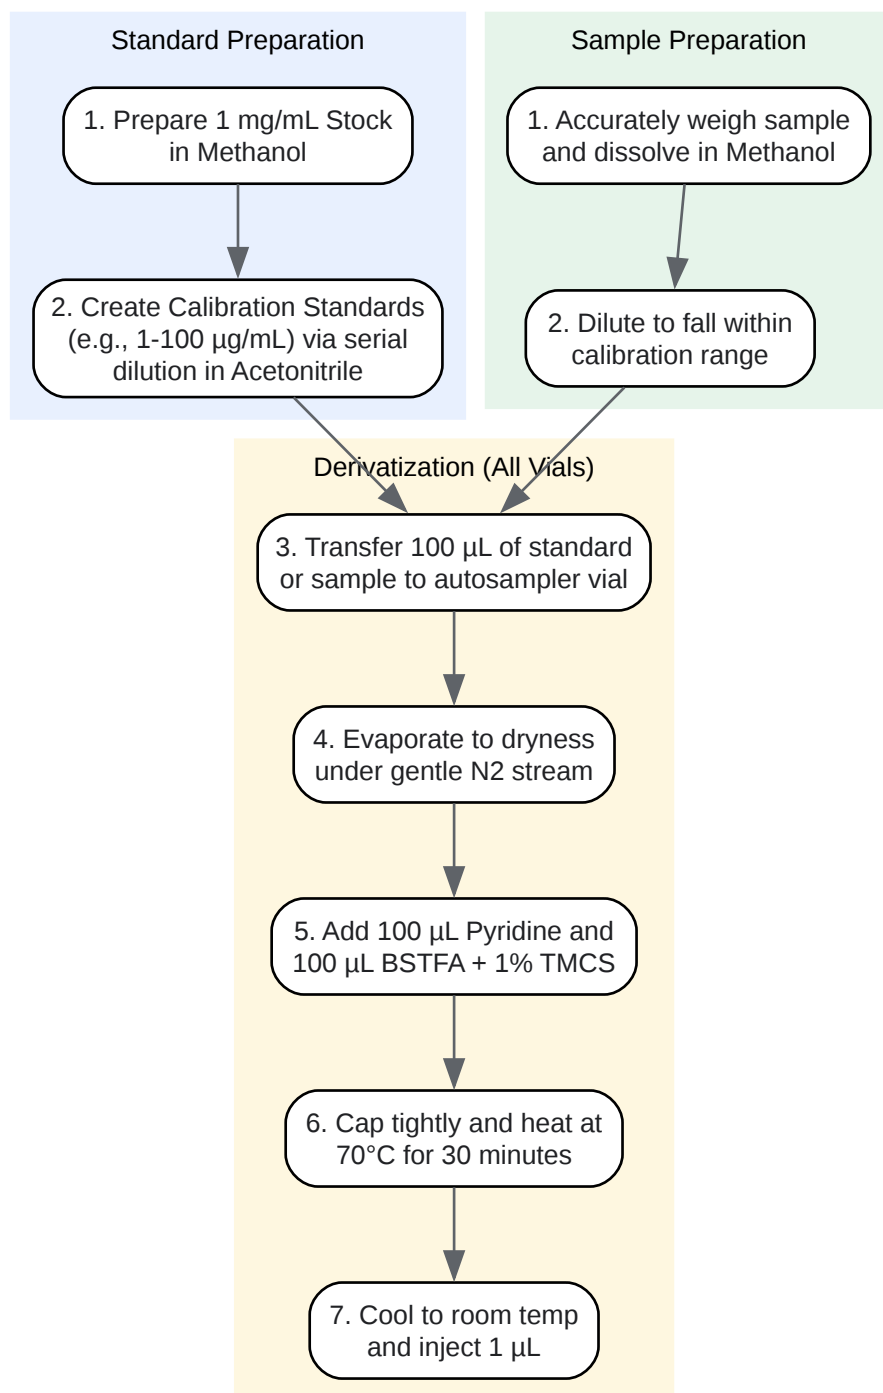 Standard Preparation
1. Prepare 1 mg/mL Stock
in Methanol
2. Create Calibration Standards
(e.g., 1-100 µg/mL) via serial
dilution in Acetonitrile
Sample Preparation
1. Accurately weigh sample
and dissolve in Methanol
2. Dilute to fall within
calibration range
Derivatization (All Vials)
3. Transfer 100 µL of standard
or sample to autosampler vial
4. Evaporate to dryness
under gentle N2 stream
5. Add 100 µL Pyridine and
100 µL BSTFA + 1% TMCS
6. Cap tightly and heat at
70°C for 30 minutes
7. Cool to room temp
and inject 1 µL